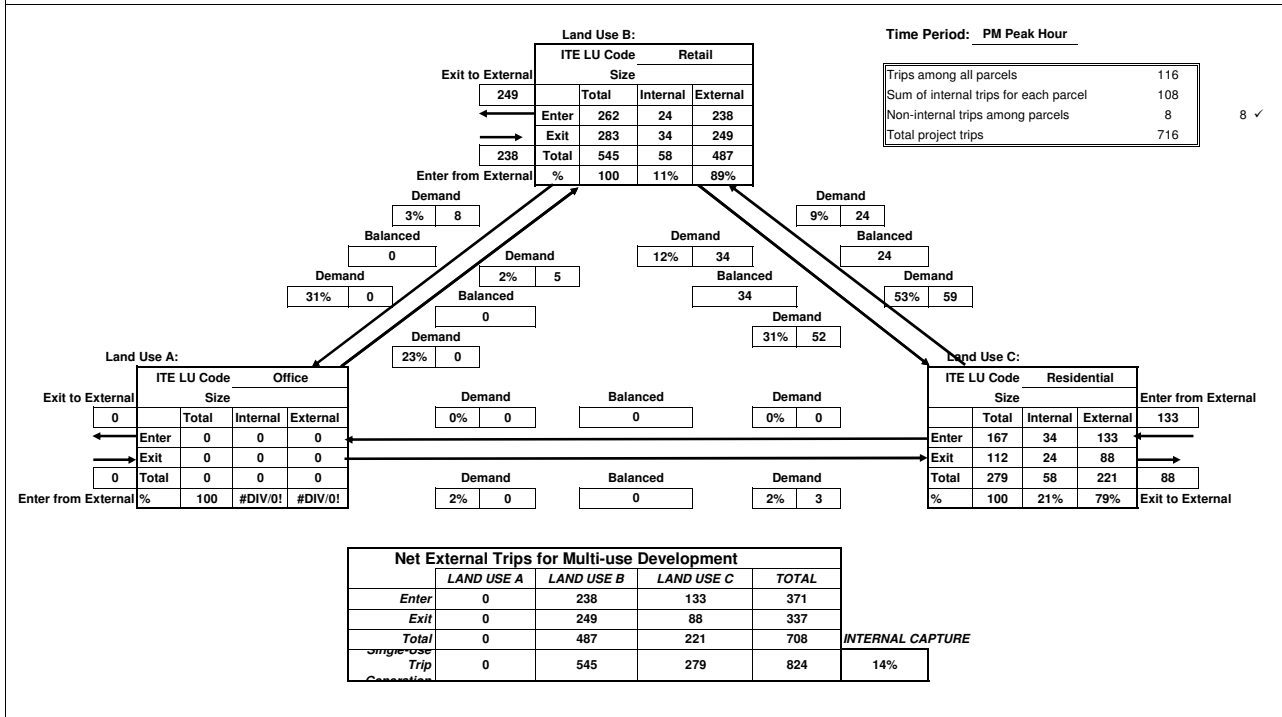 Land Use B:
Time Period: PM Peak Hour
ITE LU Code Retail
Exit to External Size
249 Total Internal External
Enter 262 24 238
Exit 283 34 249
238 Total 545 58 487
Enter from External % 100 11% 89%
Trips among all parcels 116
Sum of internal trips for each parcel 108
Non-internal trips among parcels 8 8 ✓
Total project trips 716
Demand
3% 8
Balanced
0
Demand
31% 0
Demand
2% 5
Balanced
0
Demand
23% 0
Demand
12% 34
Balanced
34
Demand
31% 52
Demand
9% 24
Balanced
24
Demand
53% 59
Land Use A:
ITE LU Code Office
Exit to External Size
0 Total Internal External
Enter 0 0 0
Exit 0 0 0
0 Total 0 0 0
Enter from External % 100 #DIV/0! #DIV/0!
Demand Balanced Demand
0% 0 0 0% 0
Demand Balanced Demand
2% 0 0 2% 3
Land Use C:
ITE LU Code Residential
Size Enter from External
Total Internal External 133
Enter 167 34 133
Exit 112 24 88
Total 279 58 221 88
% 100 21% 79% Exit to External
Net External Trips for Multi-use Development
LAND USE A LAND USE B LAND USE C TOTAL
Enter 0 238 133 371
Exit 0 249 88 337
Total 0 487 221 708 INTERNAL CAPTURE
Single-Use
Trip 0 545 279 824 14%
Generation